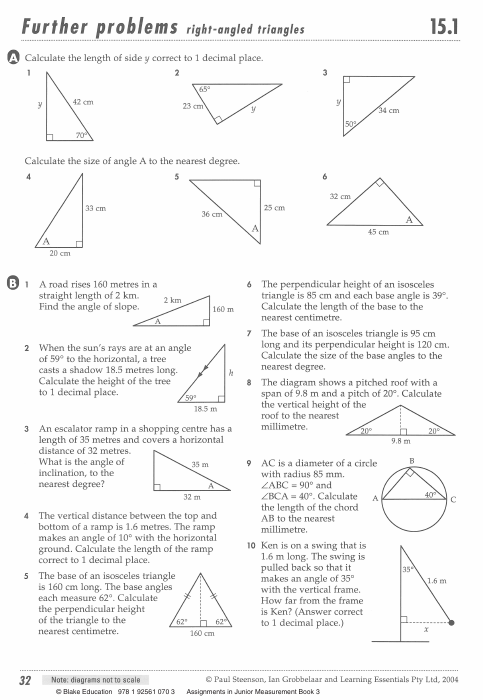 Further problems right-angled triangles 15.1
A Calculate the length of side y correct to 1 decimal place.
1 2 3
y 42 cm 70°
65° 23 cm y
y 34 cm 50°
Calculate the size of angle A to the nearest degree.
4 5 6
33 cm A 20 cm
36 cm 25 cm A
32 cm A 45 cm
B 1 A road rises 160 metres in a
straight length of 2 km.
Find the angle of slope.
2 km 160 m A
2 When the sun's rays are at an angle
of 59° to the horizontal, a tree
casts a shadow 18.5 metres long.
Calculate the height of the tree
to 1 decimal place.
h 59° 18.5 m
3 An escalator ramp in a shopping centre has a
length of 35 metres and covers a horizontal
distance of 32 metres.
What is the angle of
inclination, to the
nearest degree?
35 m A 32 m
4 The vertical distance between the top and
bottom of a ramp is 1.6 metres. The ramp
makes an angle of 10° with the horizontal
ground. Calculate the length of the ramp
correct to 1 decimal place.
5 The base of an isosceles triangle
is 160 cm long. The base angles
each measure 62°. Calculate
the perpendicular height
of the triangle to the
nearest centimetre.
62° 62°
160 cm
6 The perpendicular height of an isosceles
triangle is 85 cm and each base angle is 39°.
Calculate the length of the base to the
nearest centimetre.
7 The base of an isosceles triangle is 95 cm
long and its perpendicular height is 120 cm.
Calculate the size of the base angles to the
nearest degree.
8 The diagram shows a pitched roof with a
span of 9.8 m and a pitch of 20°. Calculate
the vertical height of the
roof to the nearest
millimetre.
20° 20°
9.8 m
9 AC is a diameter of a circle
with radius 85 mm.
∠ABC = 90° and
∠BCA = 40°. Calculate
the length of the chord
AB to the nearest
millimetre.
B
A 40° C
10 Ken is on a swing that is
1.6 m long. The swing is
pulled back so that it
makes an angle of 35°
with the vertical frame.
How far from the frame
is Ken? (Answer correct
to 1 decimal place.)
35°
1.6 m
x
32 Note: diagrams not to scale © Paul Steenson, Ian Grobbelaar and Learning Essentials Pty Ltd, 2004
© Blake Education 978 1 92561 070 3 Assignments in Junior Measurement Book 3